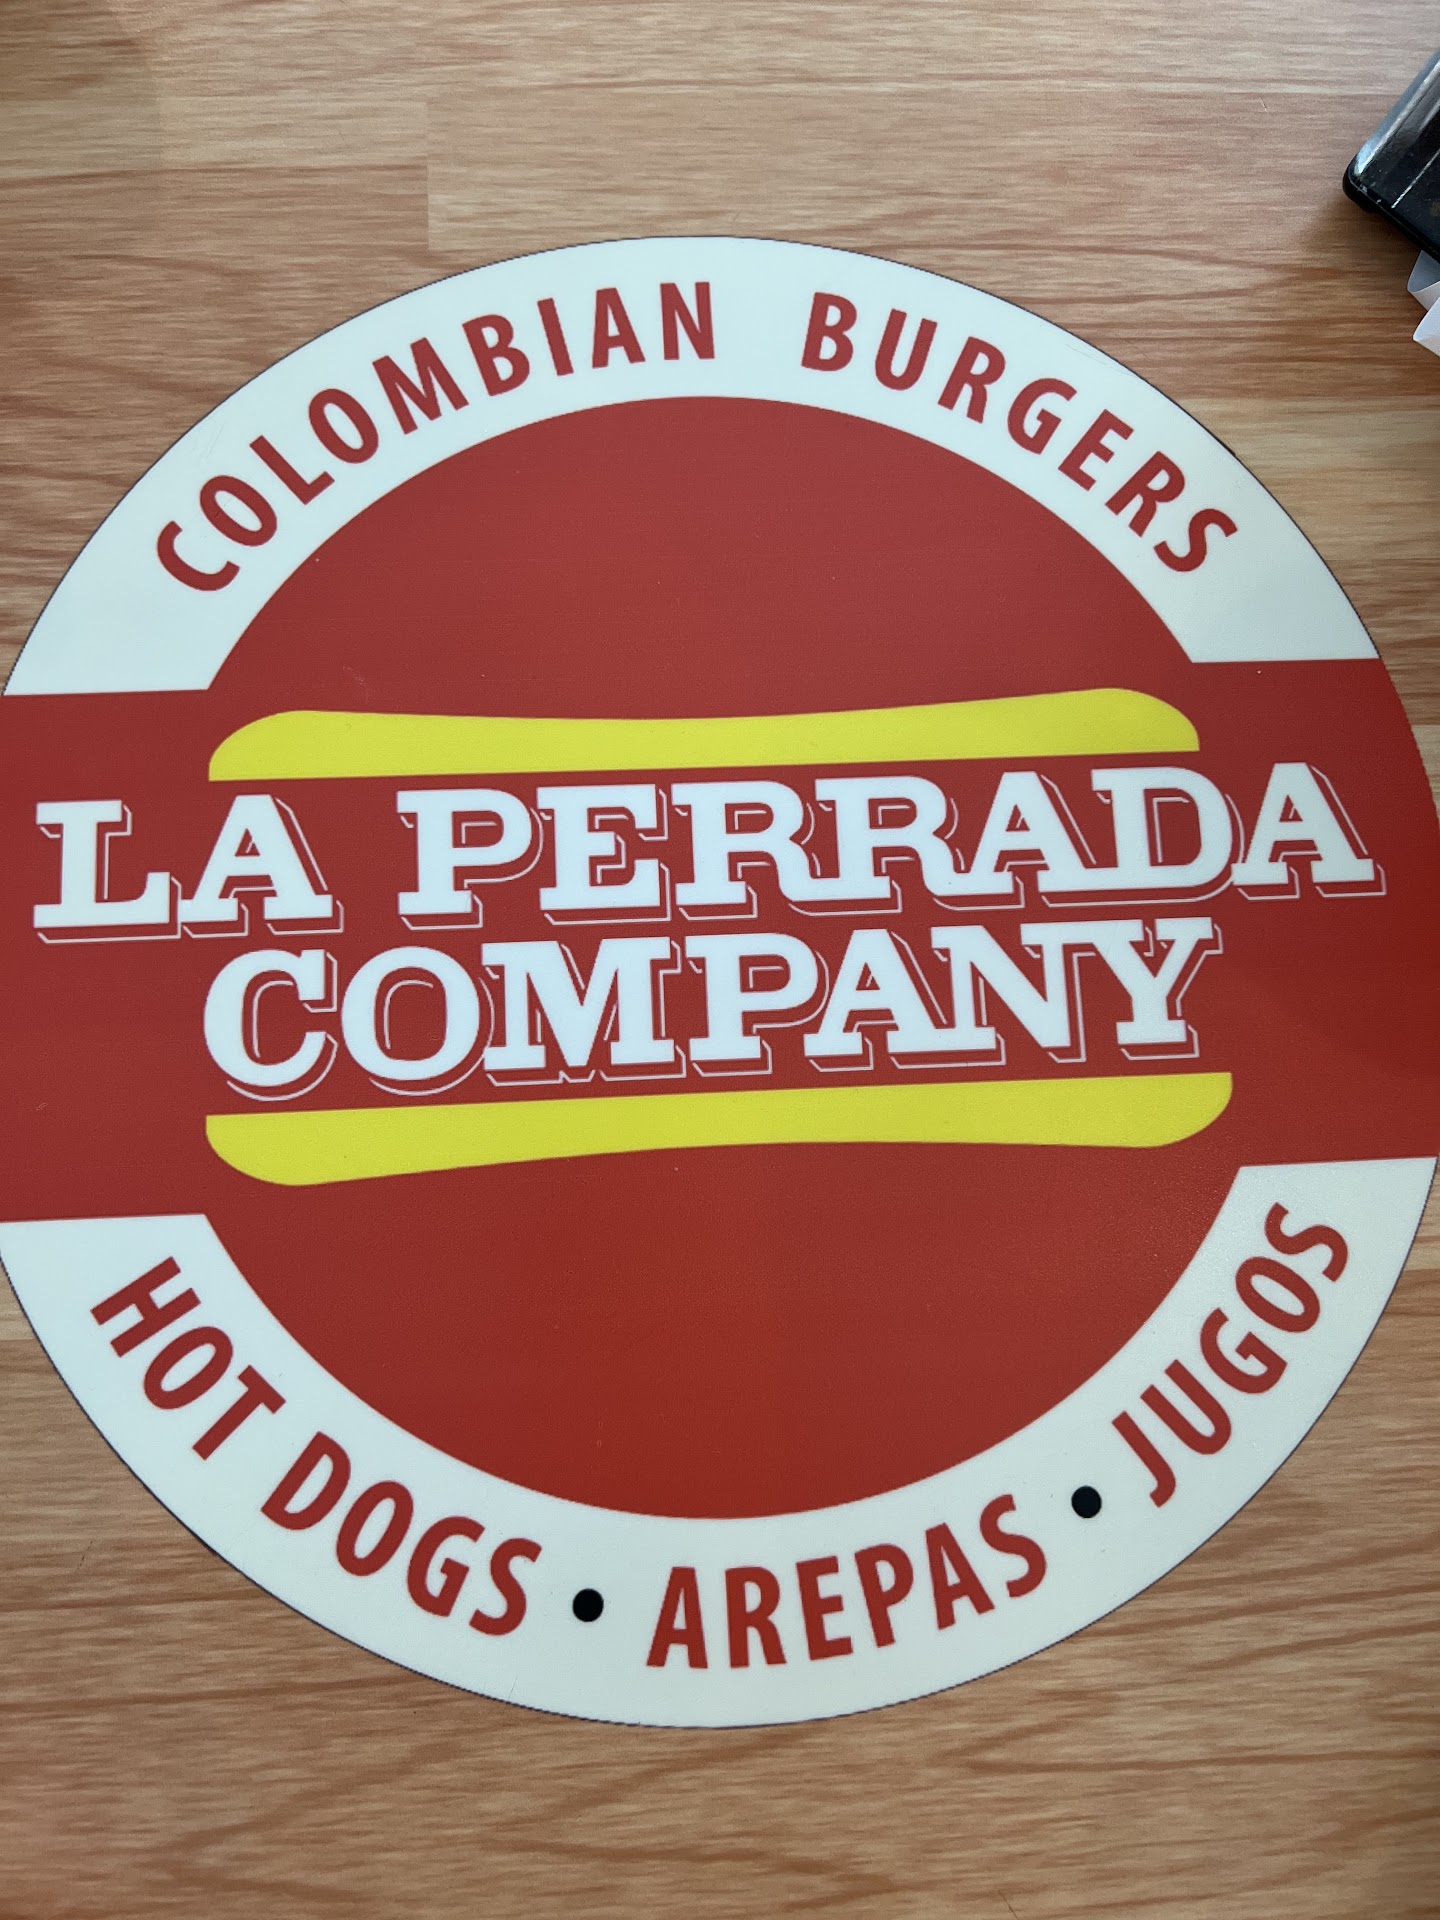 COLOMBIAN BURGERS
LA PERRADA
COMPANY
HOT DOGS • AREPAS • JUGOS